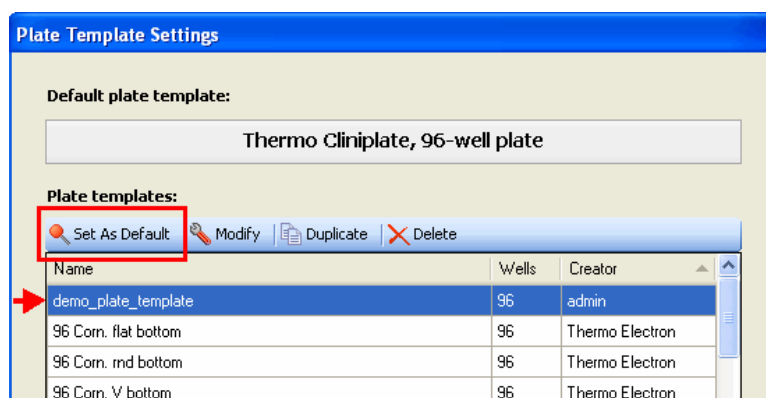 Plate Template Settings
Default plate template:
Thermo Cliniplate, 96-well plate
Plate templates:
Set As Default Modify Duplicate Delete
Name Wells Creator
demo_plate_template 96 admin
96 Corn. flat bottom 96 Thermo Electron
96 Corn. rnd bottom 96 Thermo Electron
96 Corn. V bottom 96 Thermo Electron